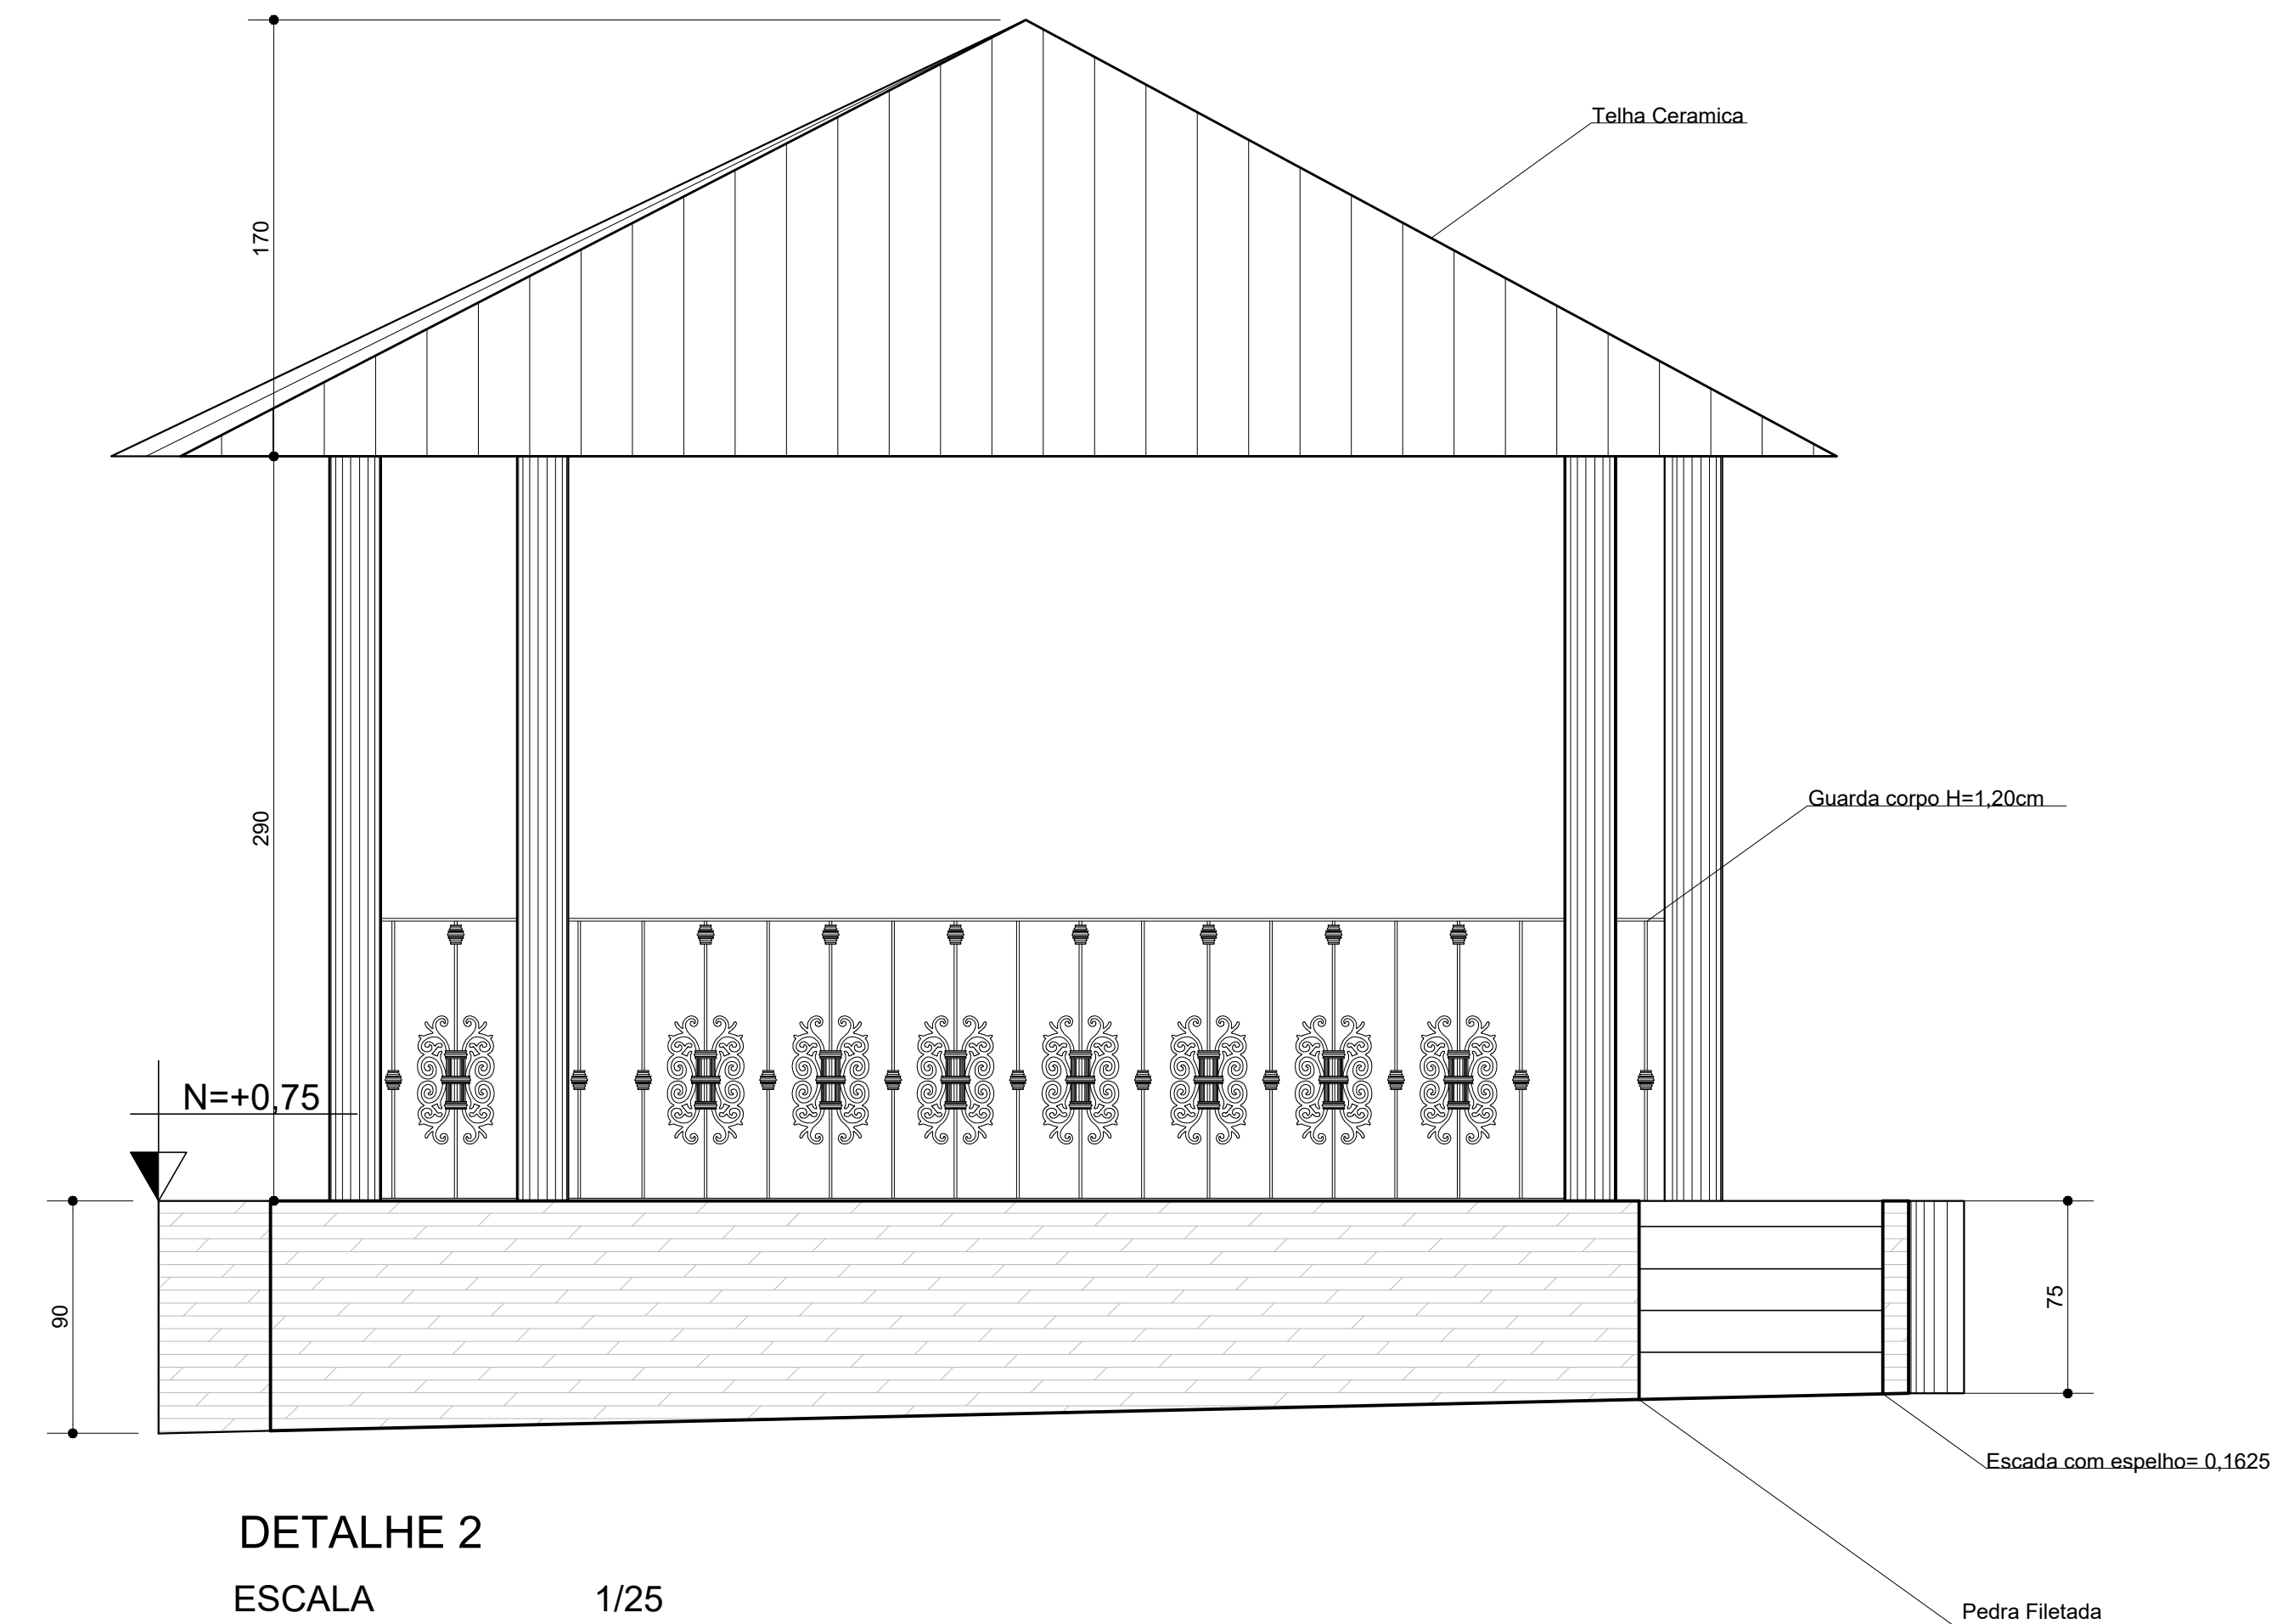 Telha Ceramica
170
290
Guarda corpo H=1,20cm
N=+0,75
90
75
Escada com espelho= 0,1625
DETALHE 2
ESCALA 1/25
Pedra Filetada